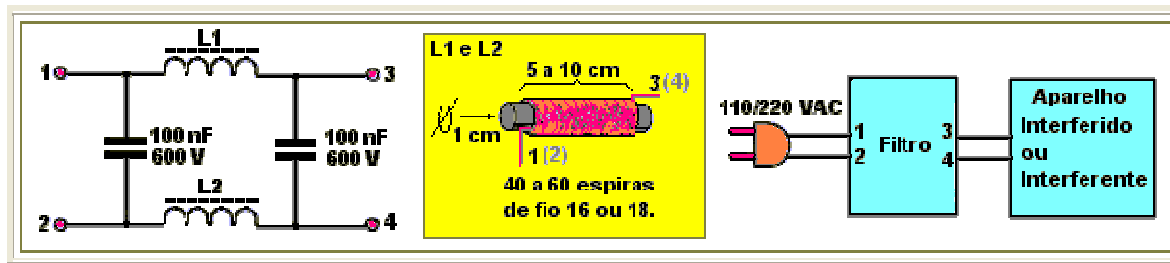 L1
1
3
100 nF
600 V
100 nF
600 V
L2
2
4
L1 e L2
5 a 10 cm
3 (4)
1 cm
1 (2)
40 a 60 espiras
de fio 16 ou 18.
110/220 VAC
1
2
Filtro
3
4
Aparelho
Interferido
ou
Interferente